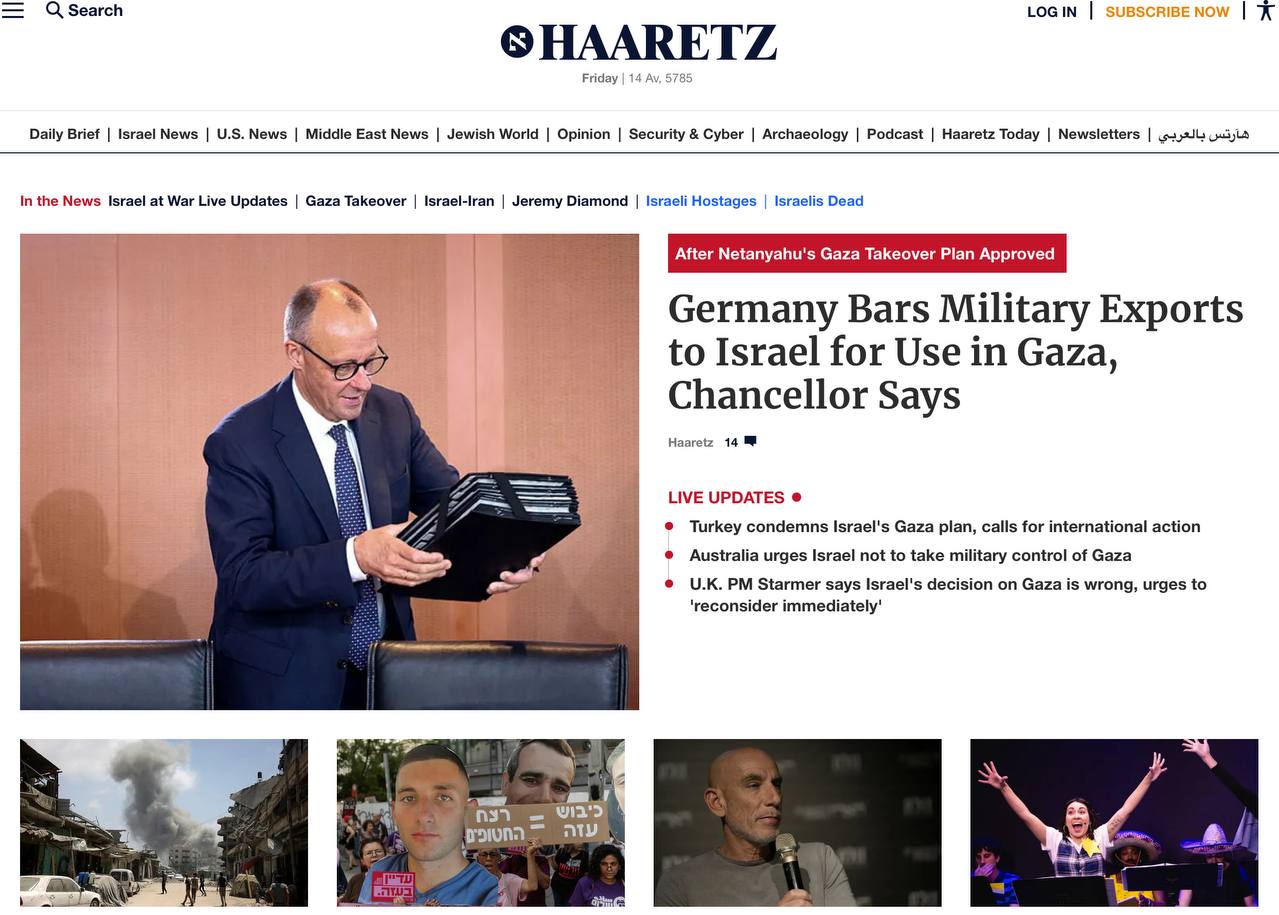 Search
LOG IN | SUBSCRIBE NOW |
HAARETZ
Friday | 14 Av, 5785
Daily Brief | Israel News | U.S. News | Middle East News | Jewish World | Opinion | Security & Cyber | Archaeology | Podcast | Haaretz Today | Newsletters | هآرتس بالعربي
In the News Israel at War Live Updates | Gaza Takeover | Israel-Iran | Jeremy Diamond | Israeli Hostages | Israelis Dead
After Netanyahu's Gaza Takeover Plan Approved
Germany Bars Military Exports
to Israel for Use in Gaza,
Chancellor Says
Haaretz 14
LIVE UPDATES
Turkey condemns Israel's Gaza plan, calls for international action
Australia urges Israel not to take military control of Gaza
U.K. PM Starmer says Israel's decision on Gaza is wrong, urges to
'reconsider immediately'
כיבוש = רצח
עזה החטופים
עדיין
בעזה.